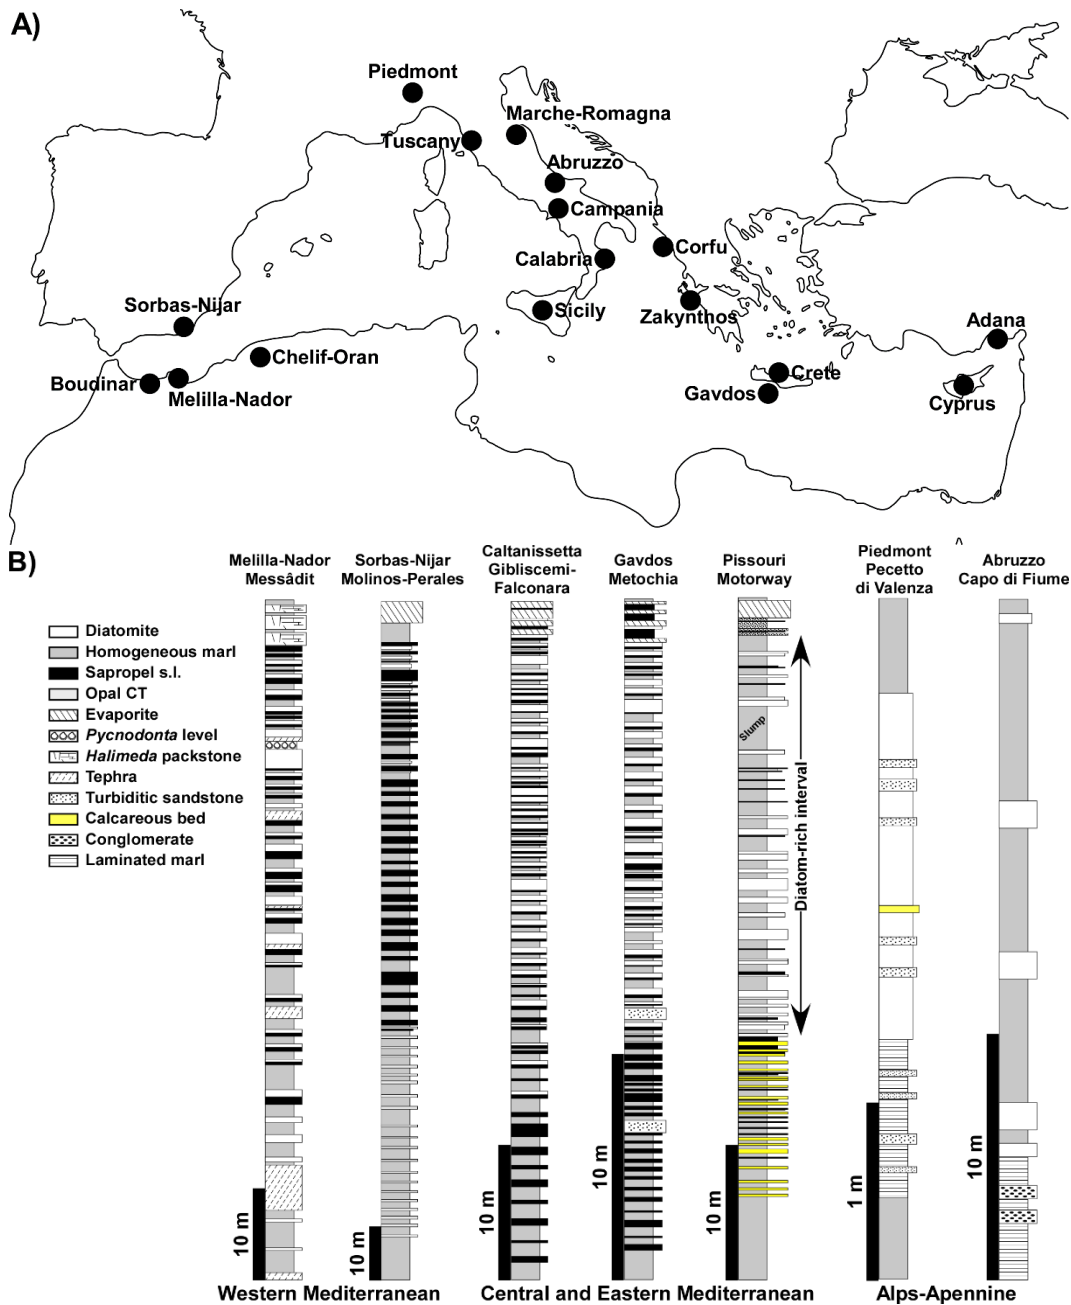 A)
Piedmont
Marche-Romagna
Tuscany
Abruzzo
Campania
Corfu
Calabria
Sorbas-Nijar
Sicily
Zakynthos
Adana
Chelif-Oran
Boudinar
Crete
Melilla-Nador
Gavdos
Cyprus
B)
Melilla-Nador
Messâdit
Sorbas-Nijar
Molinos-Perales
Caltanissetta
Gibliscemi-
Falconara
Gavdos
Metochia
Pissouri
Motorway
Piedmont
Pecetto
di Valenza
^
Abruzzo
Capo di Fiume
Diatomite
Homogeneous marl
Sapropel s.l.
Opal CT
Evaporite
Pycnodonta level
Halimeda packstone
Tephra
Turbiditic sandstone
Calcareous bed
Conglomerate
Laminated marl
Slump
Diatom-rich interval
10 m
10 m
10 m
10 m
10 m
1 m
10 m
Western Mediterranean
Central and Eastern Mediterranean
Alps-Apennine